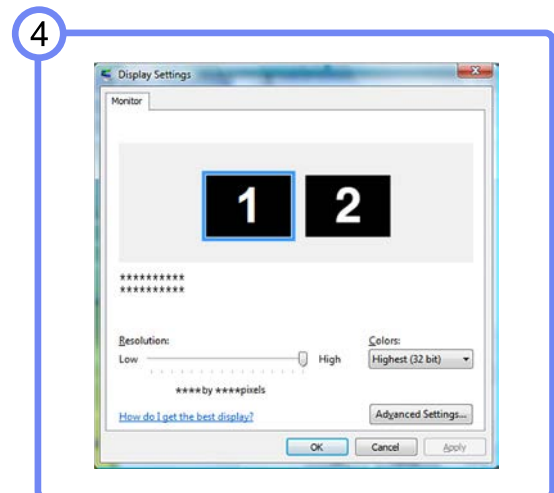 4
Display Settings
Monitor
1 2
**********
**********
Resolution: Colors:
Low High Highest (32 bit)
****by ****pixels
How do I get the best display? Advanced Settings...
OK Cancel Apply